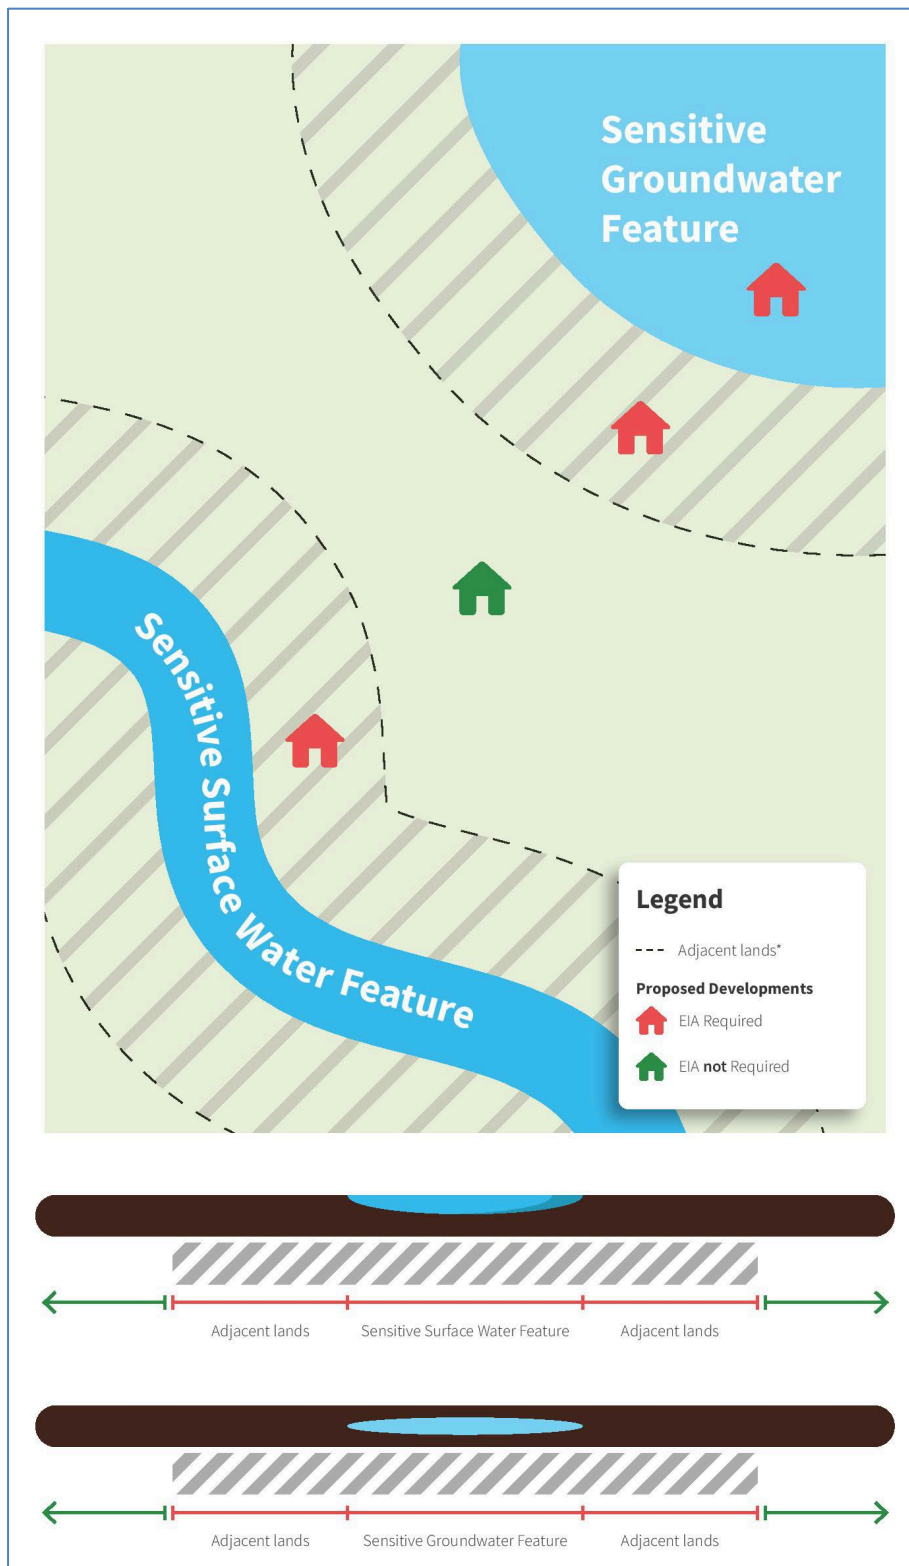 Sensitive
Groundwater
Feature
Sensitive Surface Water Feature
Legend
Adjacent lands*
Proposed Developments
EIA Required
EIA not Required
Adjacent lands
Sensitive Surface Water Feature
Adjacent lands
Adjacent lands
Sensitive Groundwater Feature
Adjacent lands